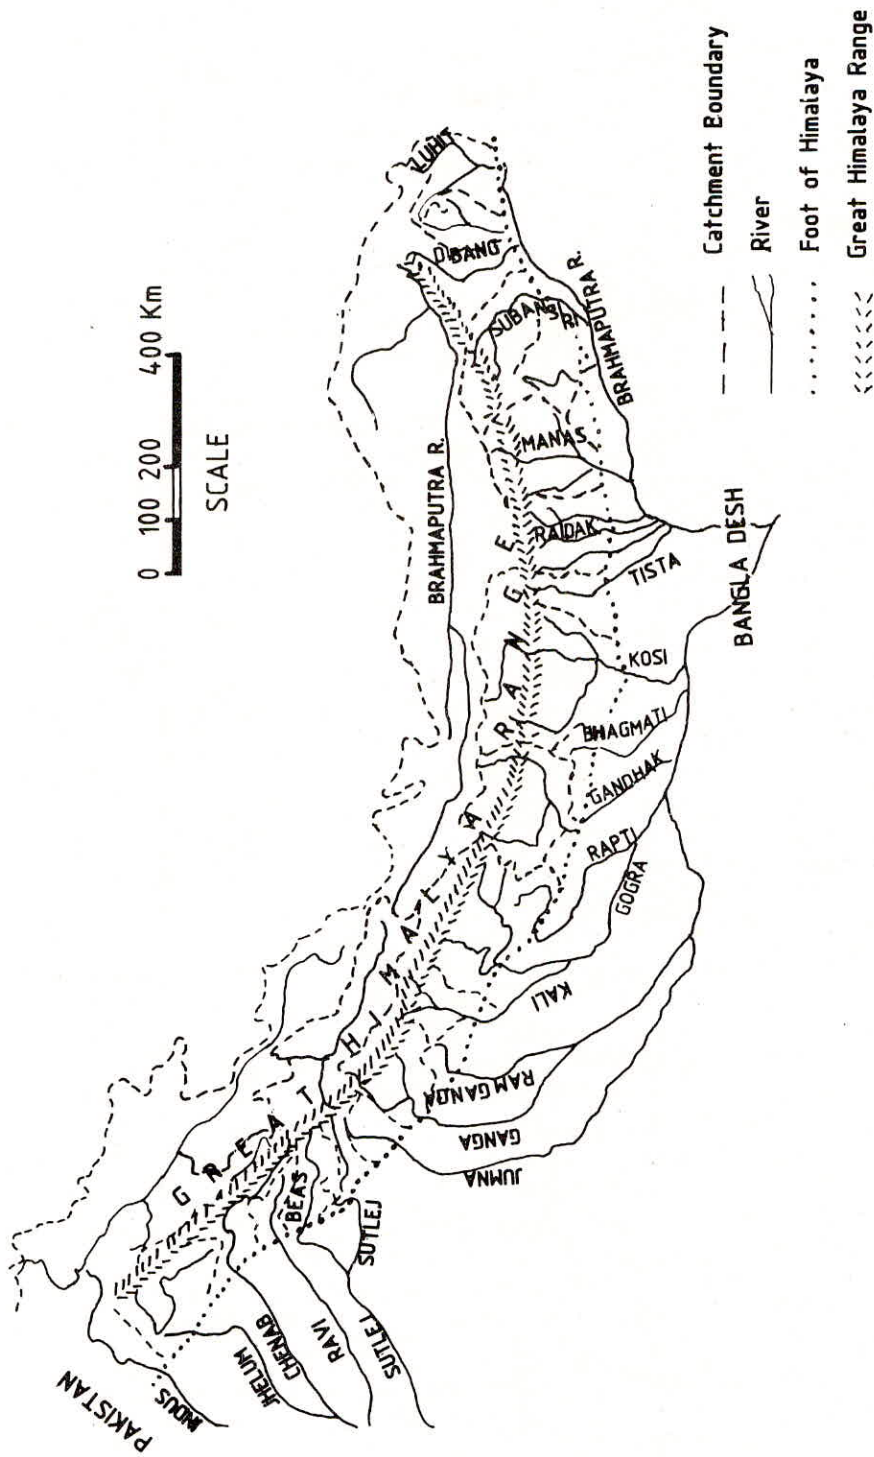 0 100 200 400 Km
SCALE
PAKISTAN
INDUS
JHELUM
CHENAB
RAVI
SUTLEJ
SUTLEJ
BEAS
GREAT HIMALYA RANGE
JUMNA
GANGA
RAMGANGA
KALI
GOGRA
RAPTI
GANDHAK
BHAGMATI
KOSI
TISTA
RAIDAK
MANAS
SUBANSRI
DIBANG
LUHIT
BRAHMAPUTRA R.
BRAHMAPUTRA R.
BANGLA DESH
Catchment Boundary
River
Foot of Himalaya
Great Himalaya Range